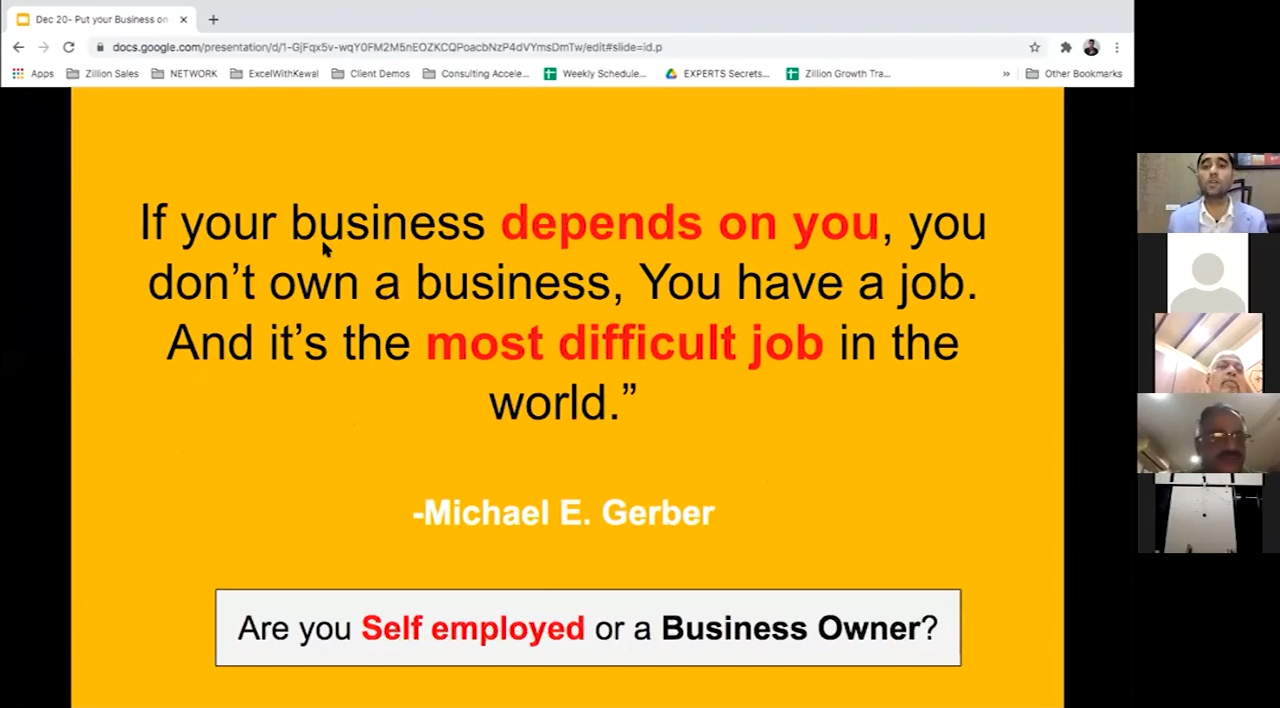 Dec 20- Put your Business on
docs.google.com/presentation/d/1-GjFqx5v-wqY0FM2M5nEOZKCQPoacbNzP4dVYmsDmTw/edit#slide=id.p
Apps Zillion Sales NETWORK ExcelWithKewal Client Demos Consulting Accele... Weekly Schedule... EXPERTS Secrets... Zillion Growth Tra... » Other Bookmarks
If your business depends on you, you
don’t own a business, You have a job.
And it’s the most difficult job in the
world.”
-Michael E. Gerber
Are you Self employed or a Business Owner?